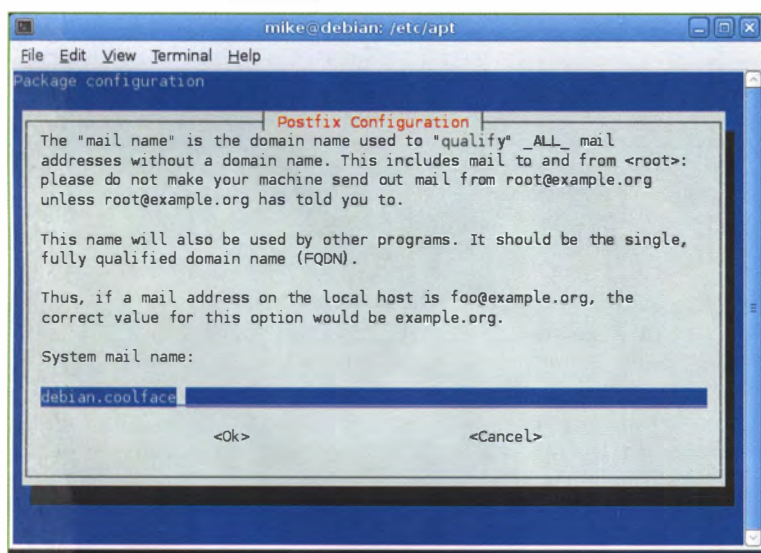 mike@debian: /etc/apt
File Edit View Terminal Help
Package configuration
Postfix Configuration
The "mail name" is the domain name used to "qualify" _ALL_ mail
addresses without a domain name. This includes mail to and from <root>:
please do not make your machine send out mail from root@example.org
unless root@example.org has told you to.
This name will also be used by other programs. It should be the single,
fully qualified domain name (FQDN).
Thus, if a mail address on the local host is foo@example.org, the
correct value for this option would be example.org.
System mail name:
debian.coolface
<Ok> <Cancel>